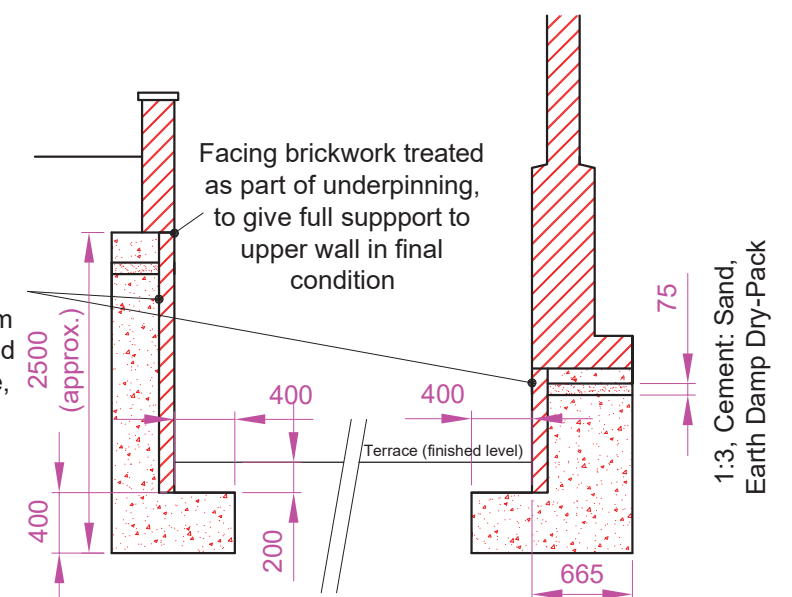 Facing brickwork treated
as part of underpinning,
to give full suppport to
upper wall in final
condition
m
d
e,
2500
(approx.)
400
400
200
400
Terrace (finished level)
665
75
1:3, Cement: Sand,
Earth Damp Dry-Pack